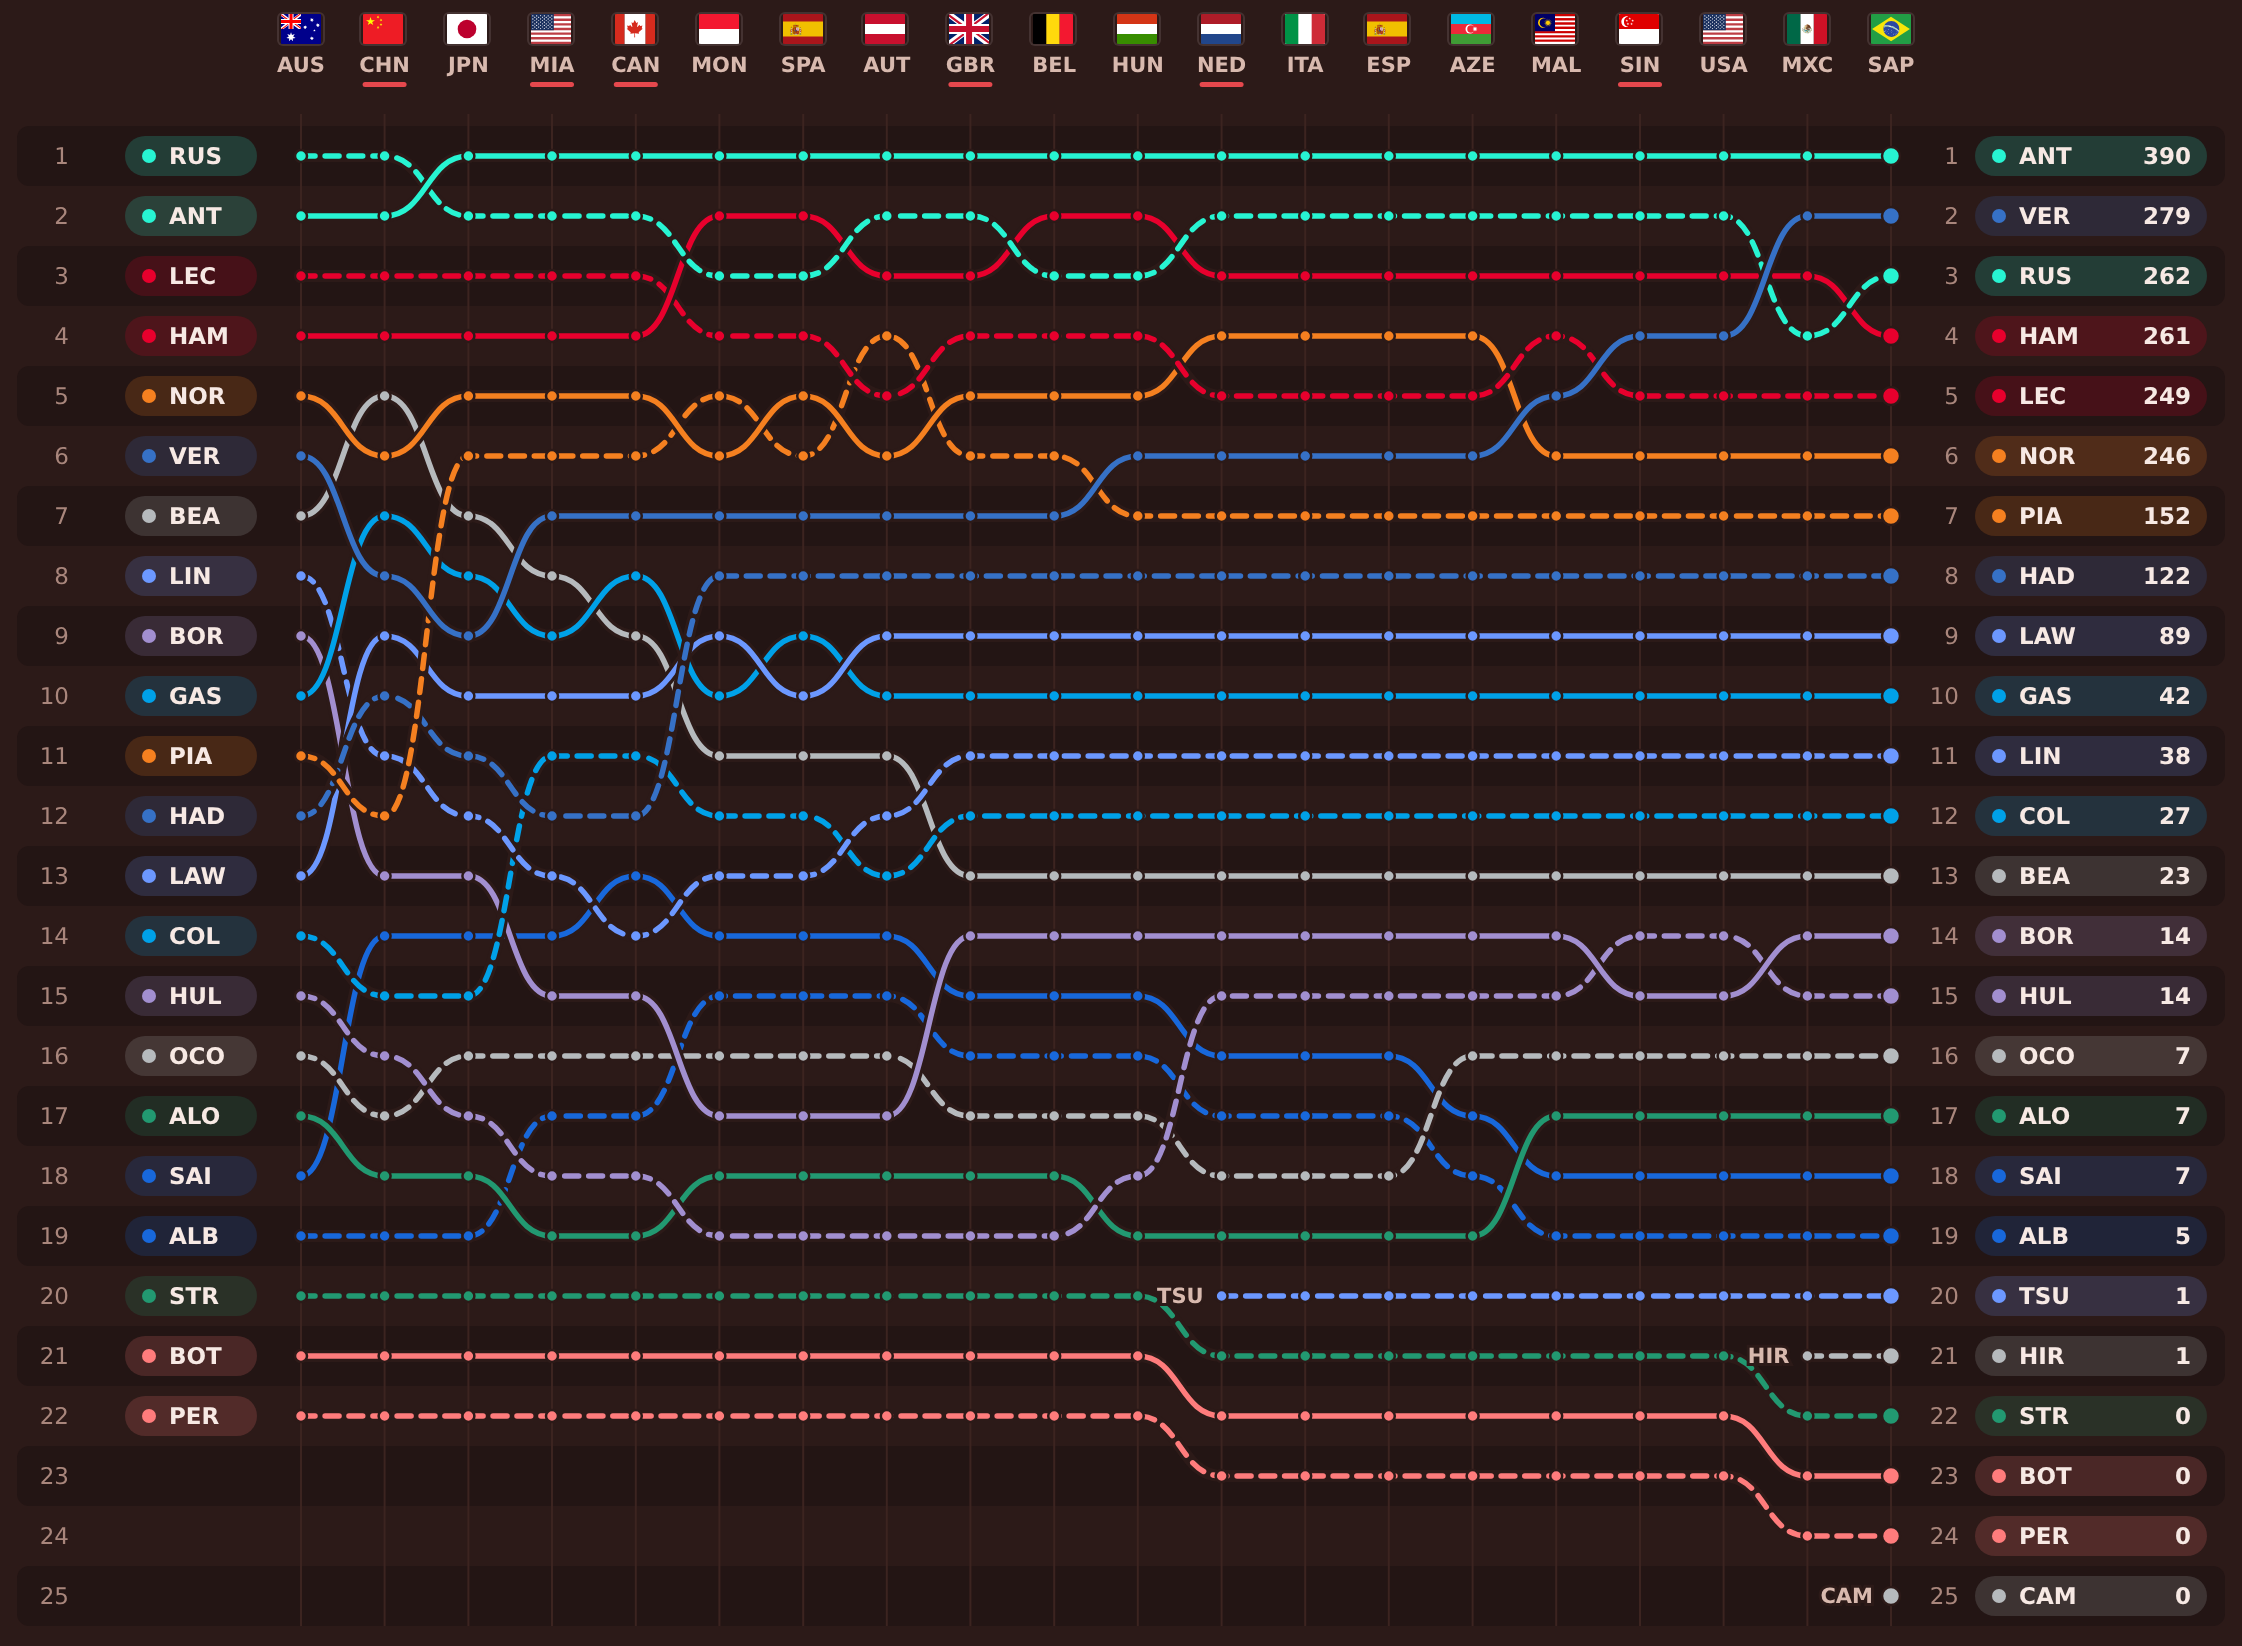 AUS CHN JPN MIA CAN MON SPA AUT GBR BEL HUN NED ITA ESP AZE MAL SIN USA MXC SAP
1 RUS 1 ANT 390
2 ANT 2 VER 279
3 LEC 3 RUS 262
4 HAM 4 HAM 261
5 NOR 5 LEC 249
6 VER 6 NOR 246
7 BEA 7 PIA 152
8 LIN 8 HAD 122
9 BOR 9 LAW 89
10 GAS 10 GAS 42
11 PIA 11 LIN 38
12 HAD 12 COL 27
13 LAW 13 BEA 23
14 COL 14 BOR 14
15 HUL 15 HUL 14
16 OCO 16 OCO 7
17 ALO 17 ALO 7
18 SAI 18 SAI 7
19 ALB 19 ALB 5
20 STR TSU 20 TSU 1
21 BOT HIR 21 HIR 1
22 PER 22 STR 0
23 23 BOT 0
24 24 PER 0
25 CAM 25 CAM 0